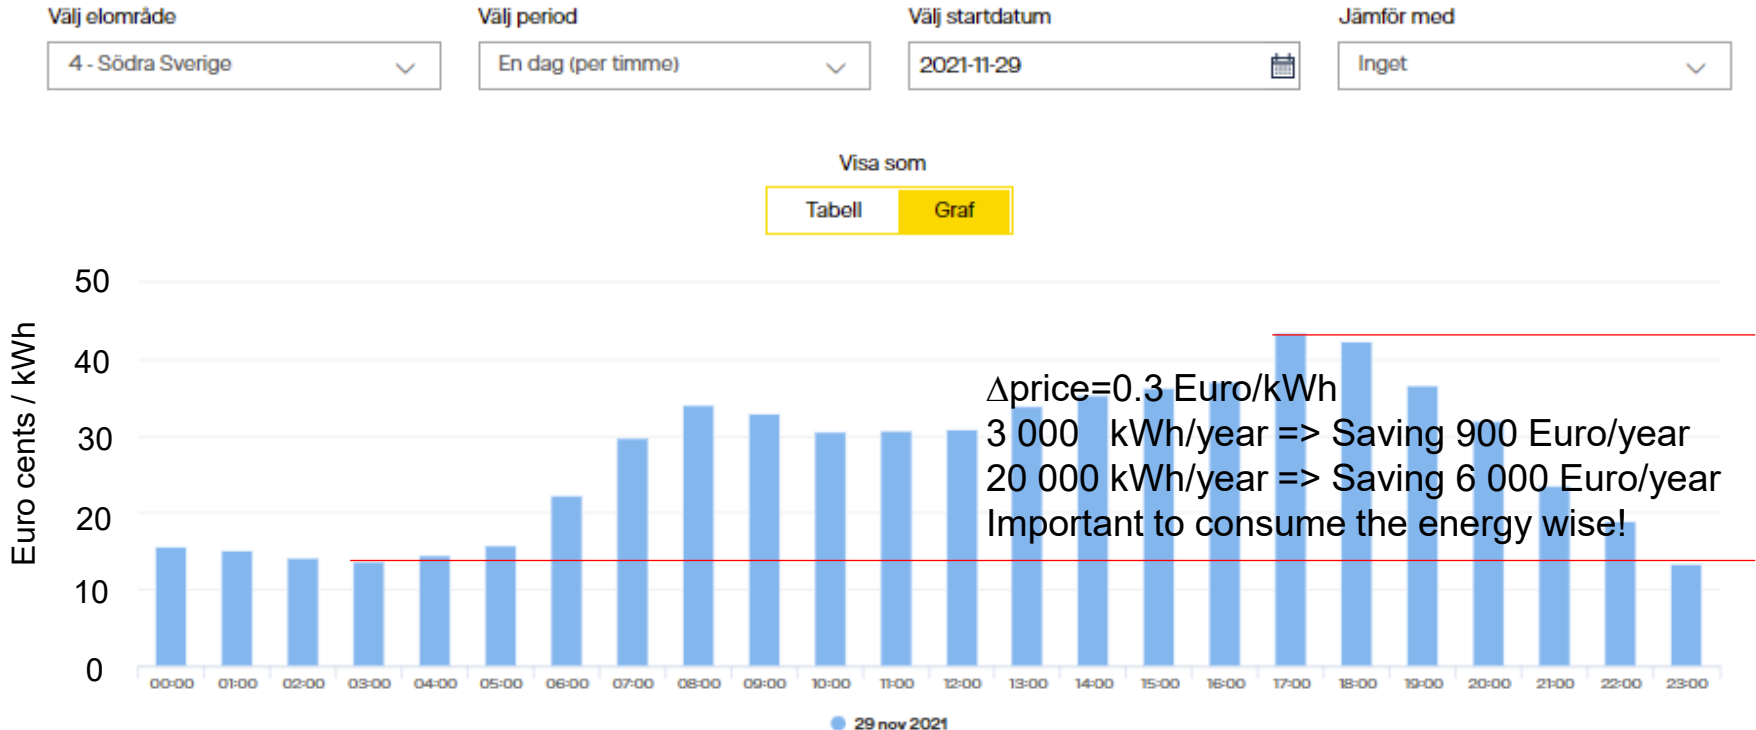 Välj elområde
Välj period
Välj startdatum
Jämför med
4 - Södra Sverige
En dag (per timme)
2021-11-29
Inget
Visa som
Tabell
Graf
Euro cents / kWh
50
40
30
20
10
0
∆price=0.3 Euro/kWh
3 000 kWh/year => Saving 900 Euro/year
20 000 kWh/year => Saving 6 000 Euro/year
Important to consume the energy wise!
00:00 01:00 02:00 03:00 04:00 05:00 06:00 07:00 08:00 09:00 10:00 11:00 12:00 13:00 14:00 15:00 16:00 17:00 18:00 19:00 20:00 21:00 22:00 23:00
29 nov 2021